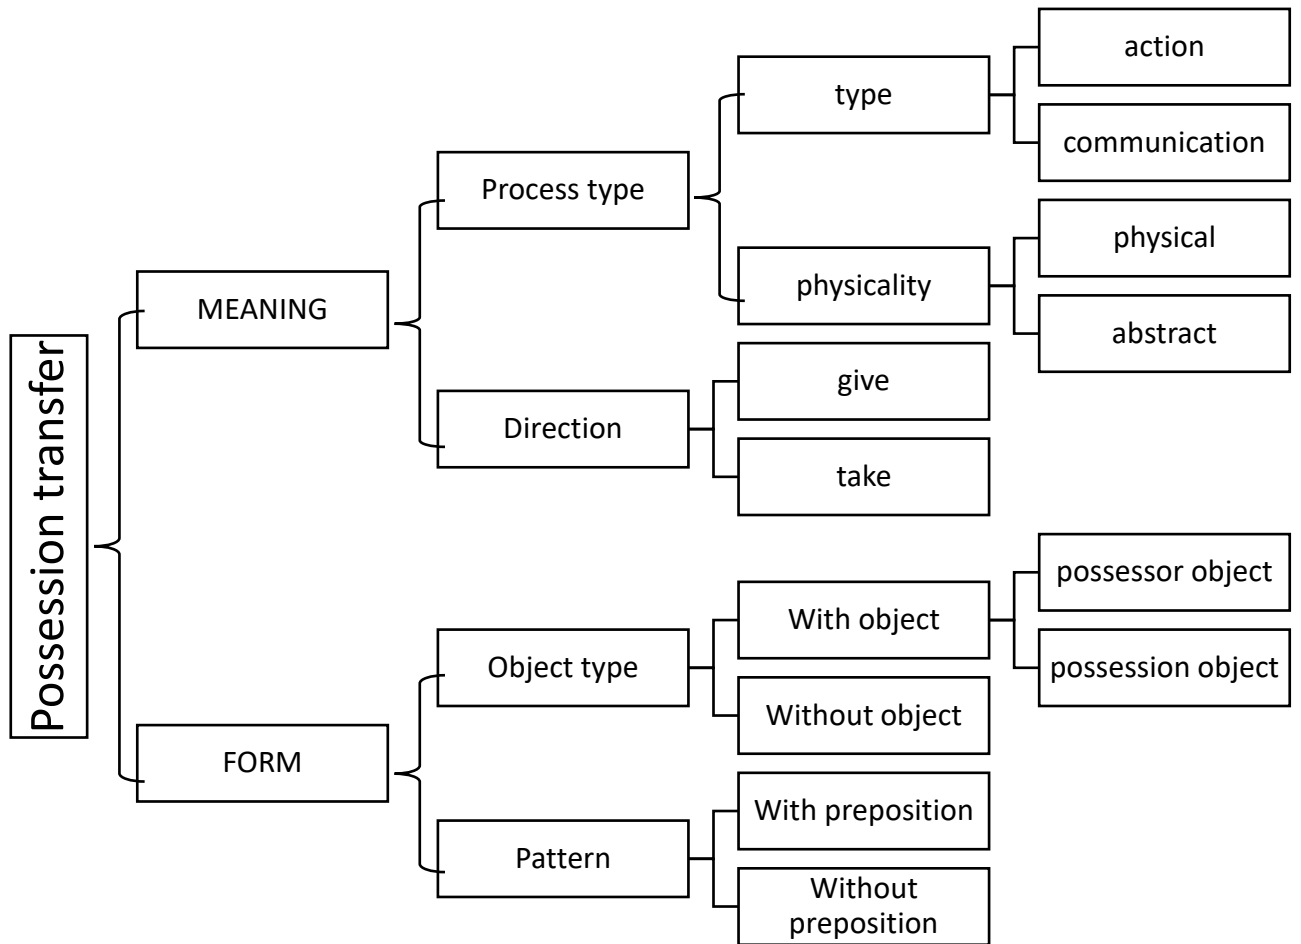 Possession transfer
MEANING
Process type
type
action
communication
physicality
physical
abstract
Direction
give
take
FORM
Object type
With object
possessor object
possession object
Without object
Pattern
With preposition
Without
preposition